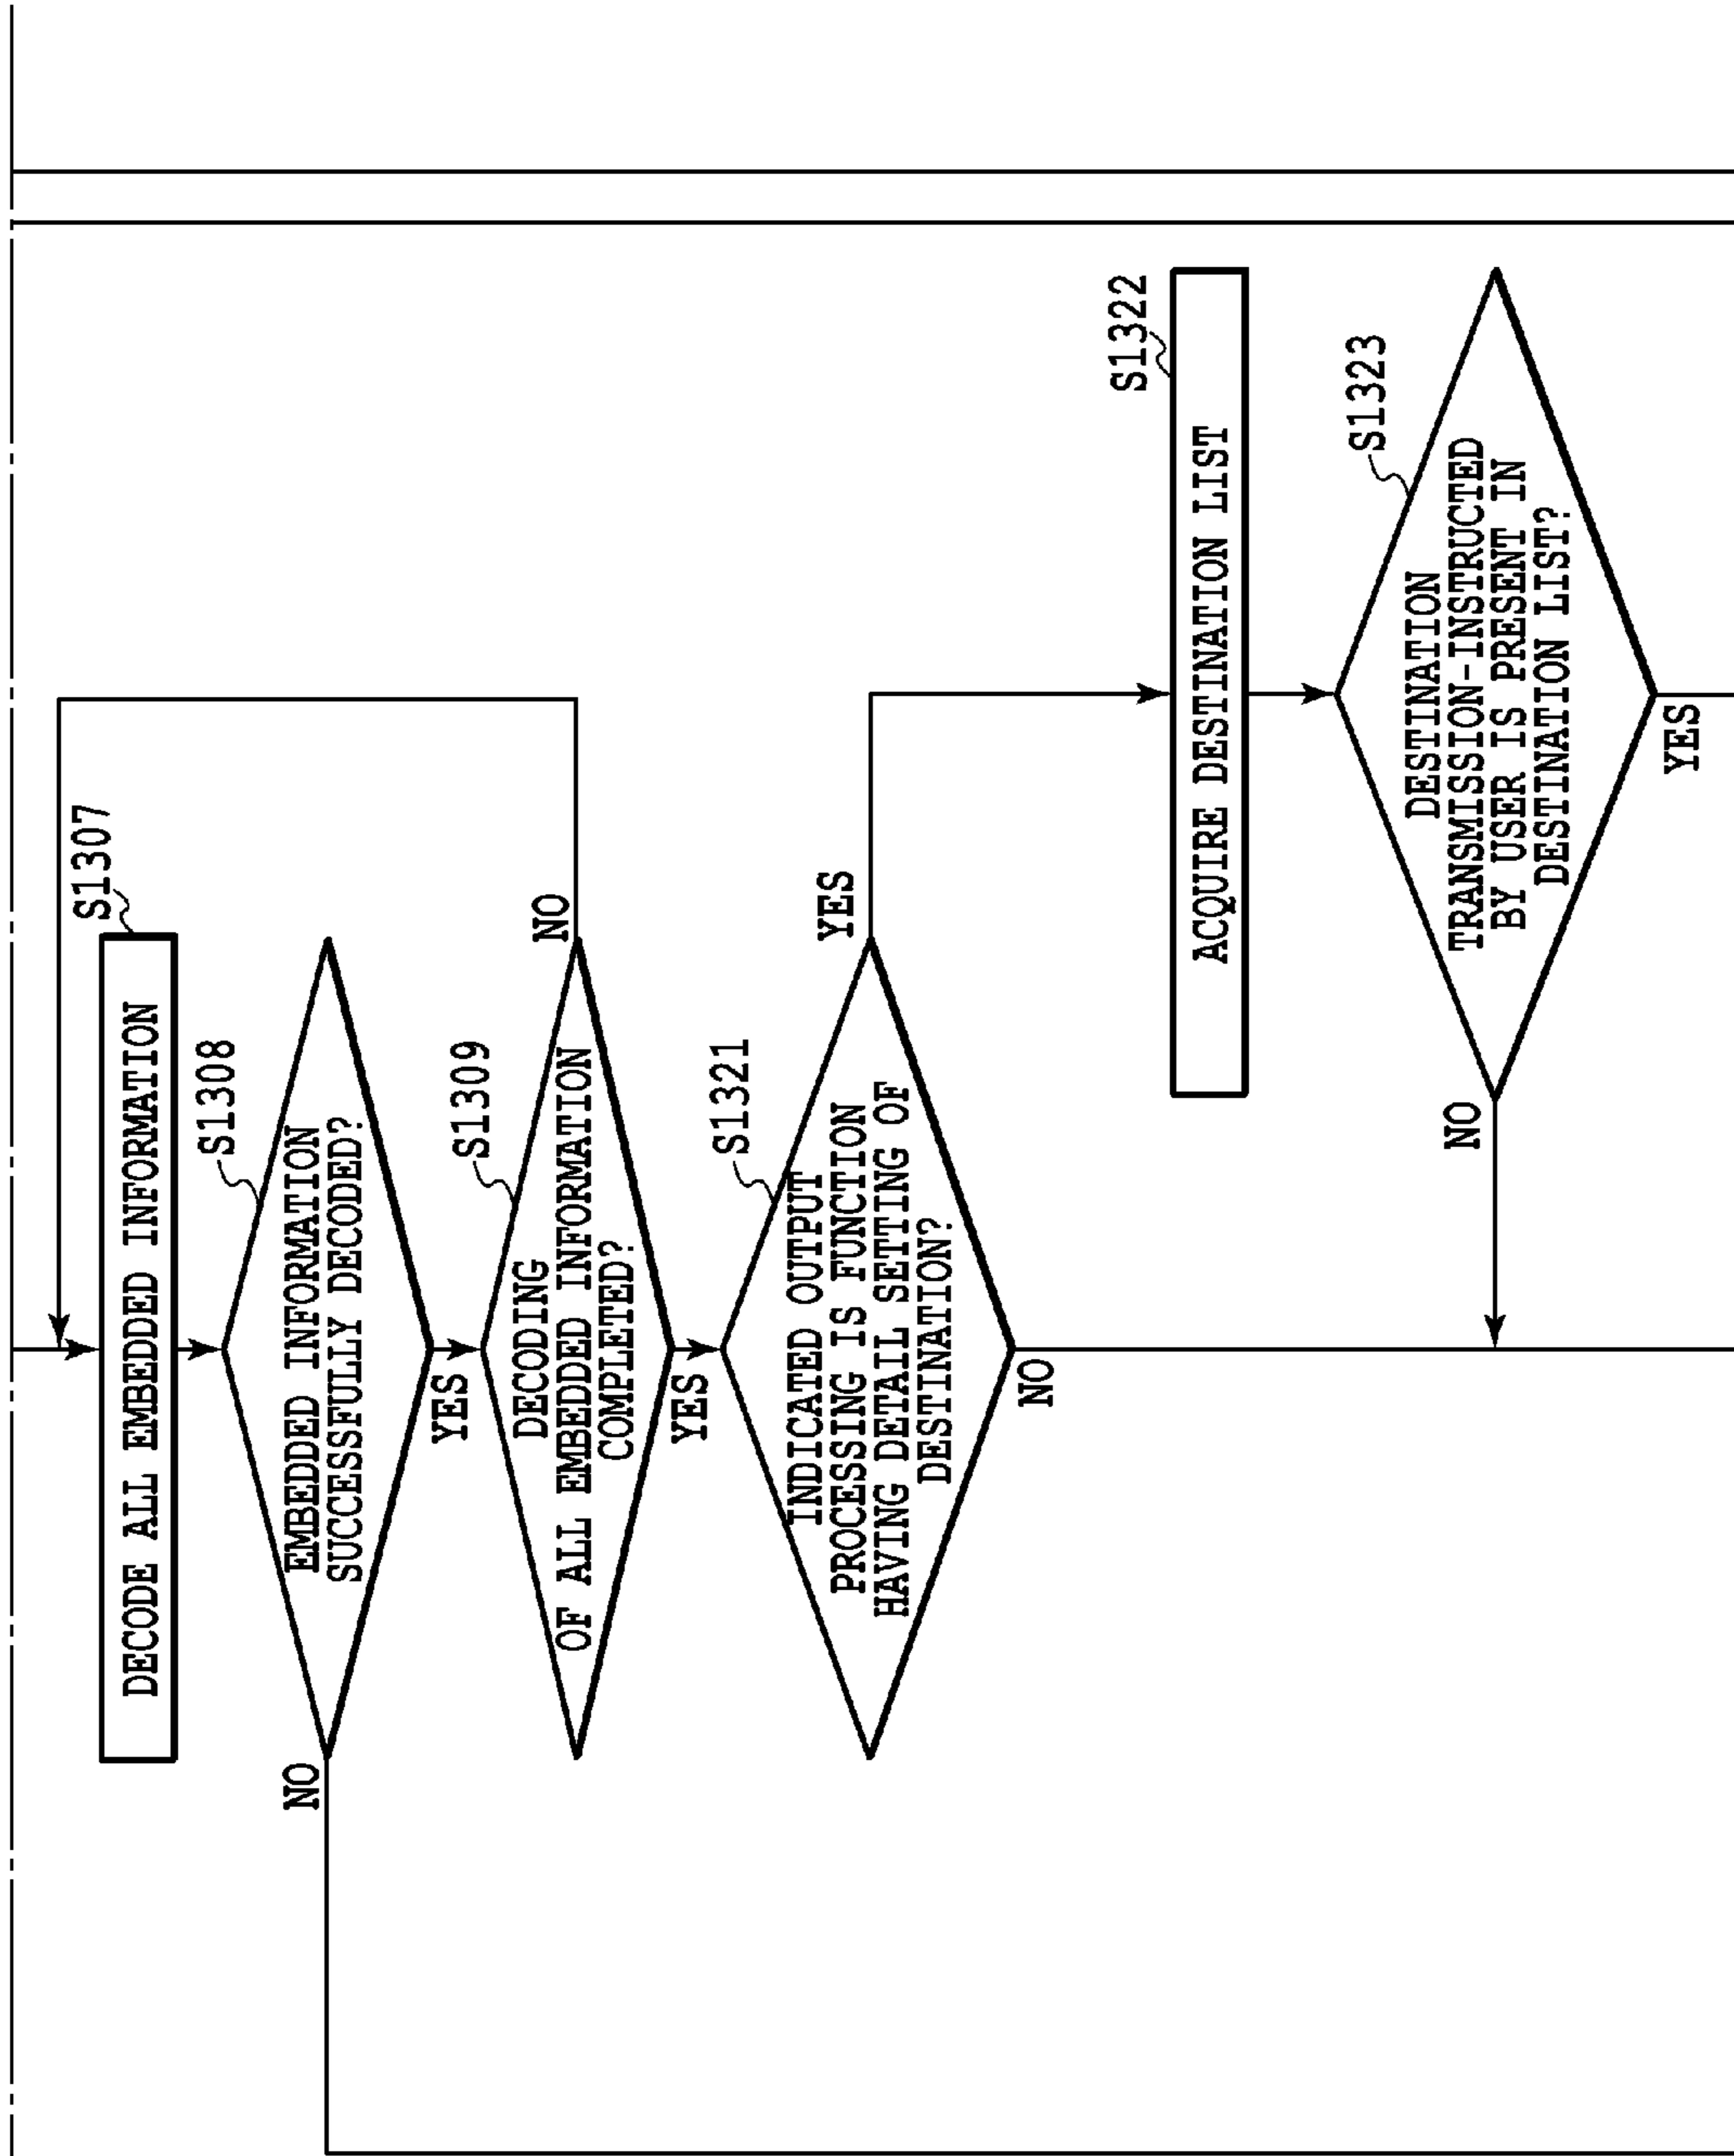 S1307
DECODE ALL EMBEDDED INFORMATION
S1308
EMBEDDED INFORMATION
SUCCESSFULLY DECODED?
NO
YES
S1309
DECODING
OF ALL EMBEDDED INFORMATION
COMPLETED?
NO
YES
S1321
INDICATED OUTPUT
PROCESSING IS FUNCTION
HAVING DETAIL SETTING OF
DESTINATION?
YES
NO
S1322
ACQUIRE DESTINATION LIST
S1323
DESTINATION
TRANSMISSION-INSTRUCTED
BY USER IS PRESENT IN
DESTINATION LIST?
NO
YES